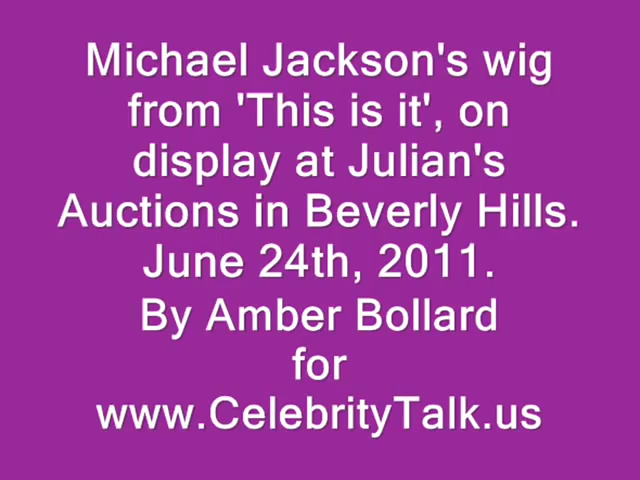 Michael Jackson's wig
from 'This is it', on
display at Julian's
Auctions in Beverly Hills.
June 24th, 2011.
By Amber Bollard
for
www.CelebrityTalk.us